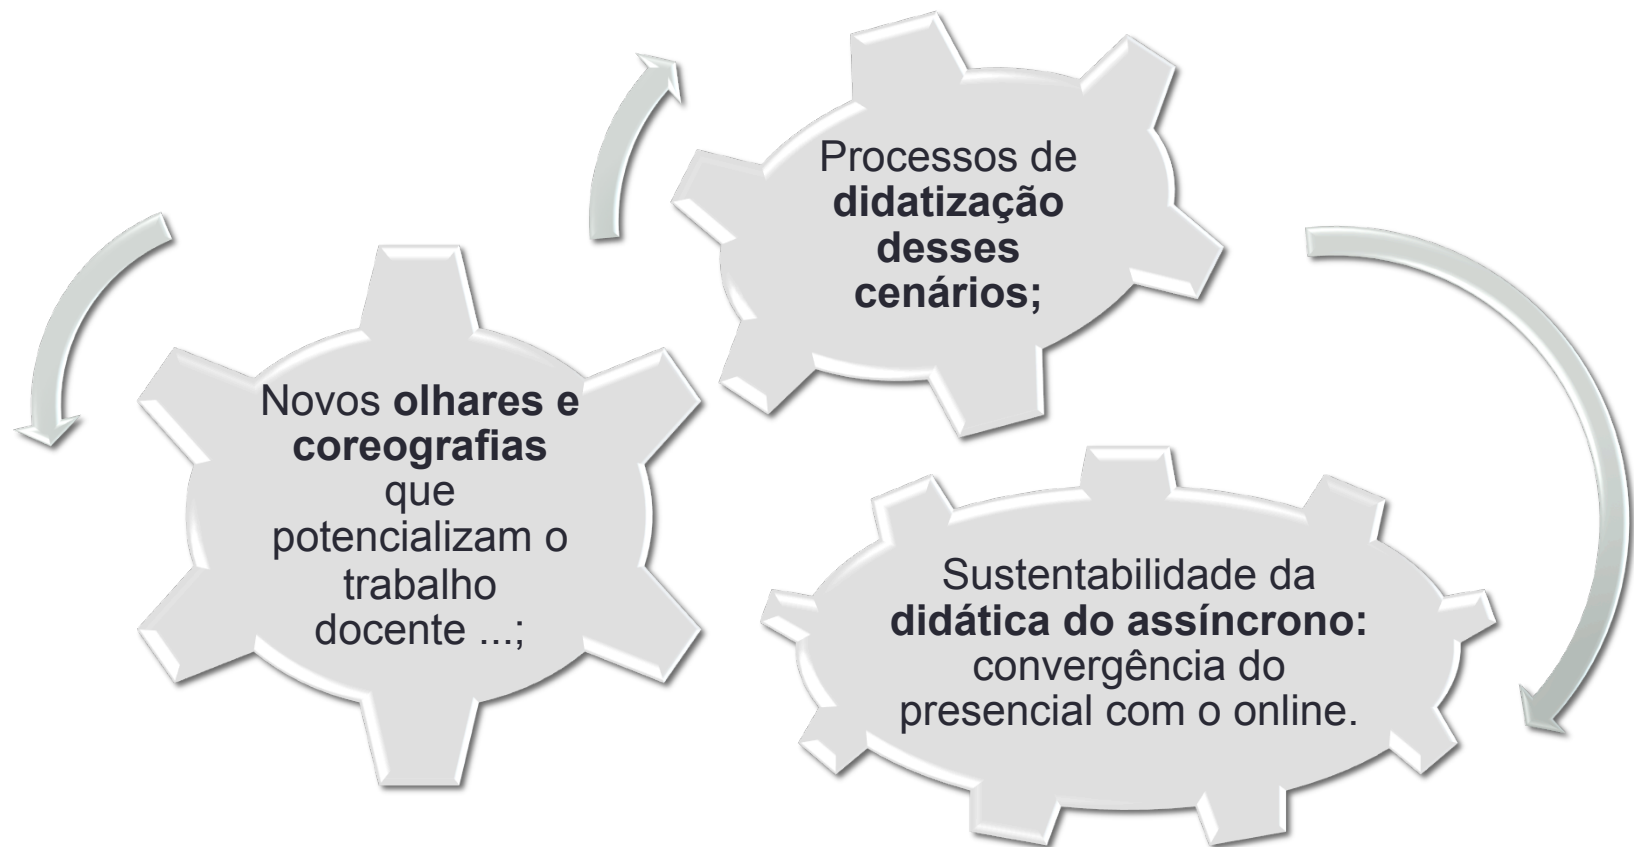 Processos de
didatização
desses
cenários;
Novos olhares e
coreografias
que
potencializam o
trabalho
docente ...;
Sustentabilidade da
didática do assíncrono:
convergência do
presencial com o online.